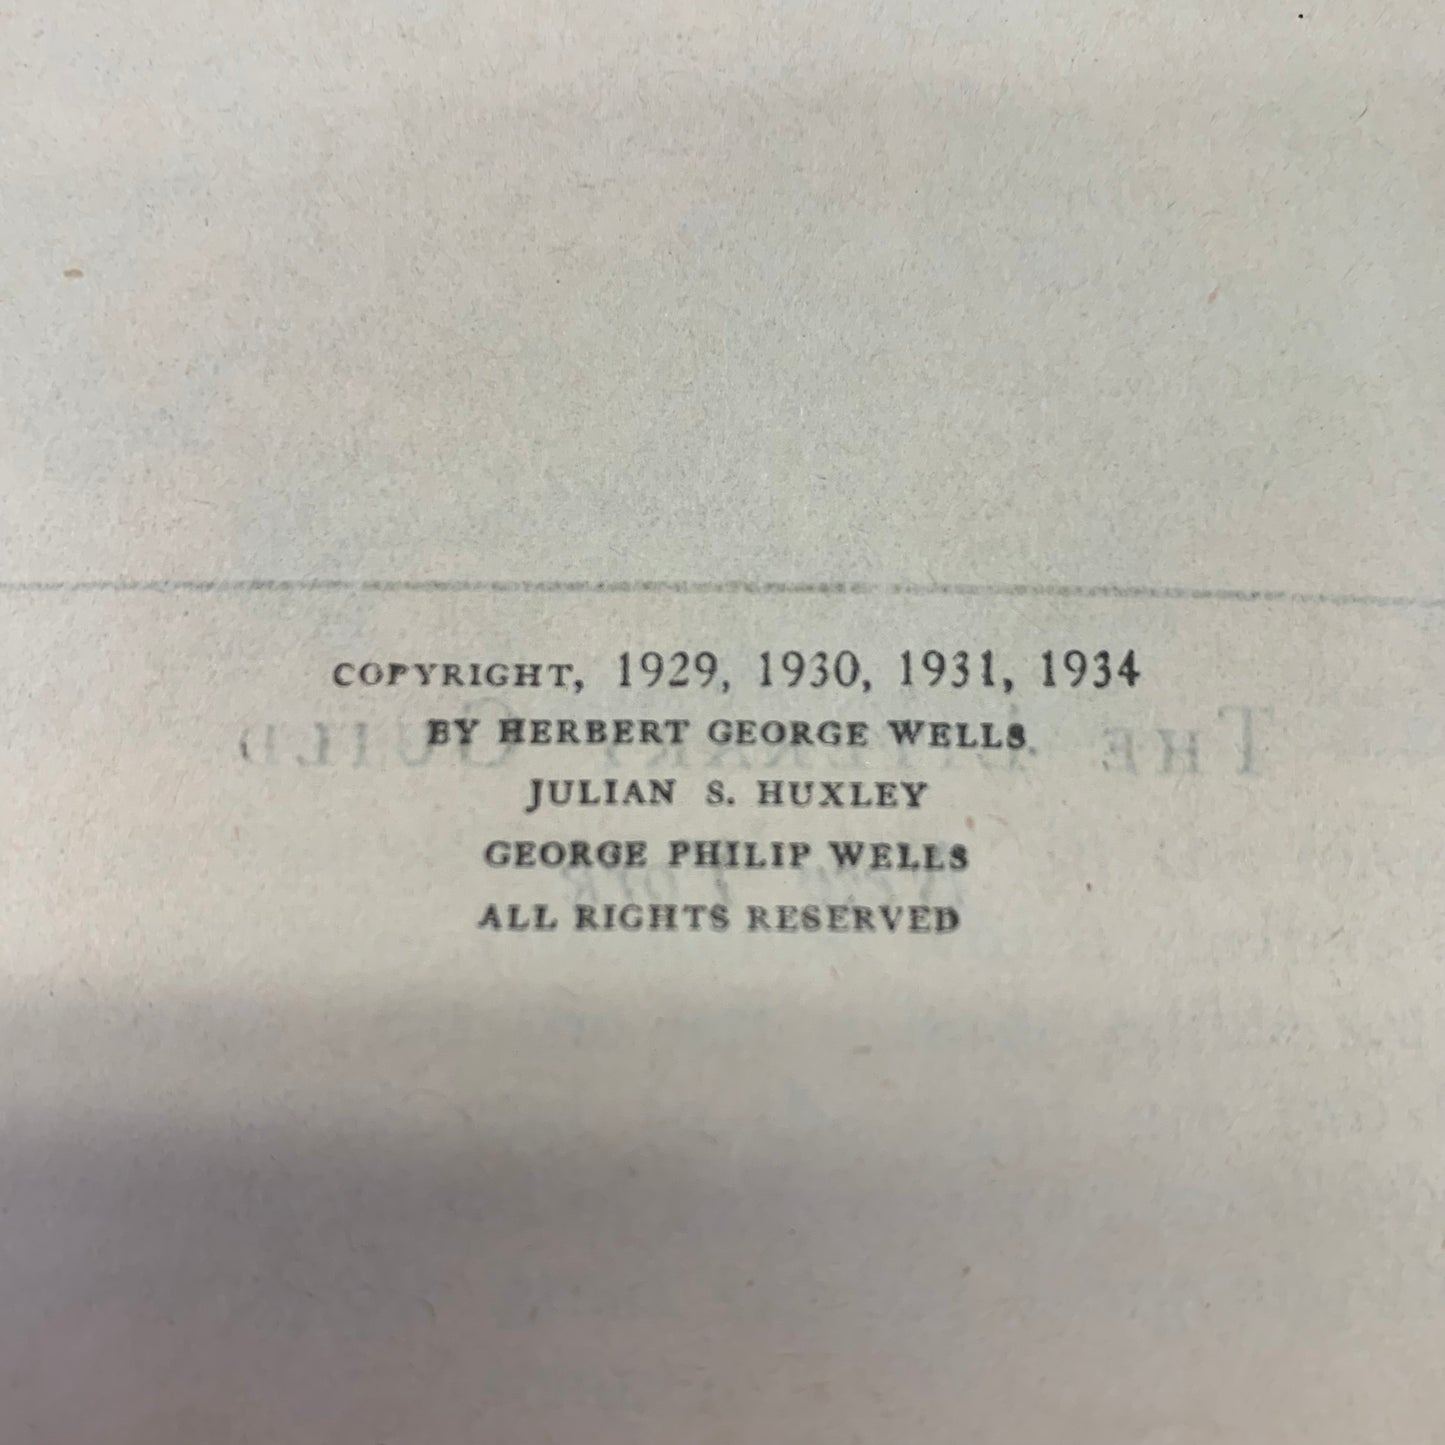 COPYRIGHT, 1929, 1930, 1931, 1934
BY HERBERT GEORGE WELLS
JULIAN S. HUXLEY
GEORGE PHILIP WELLS
ALL RIGHTS RESERVED